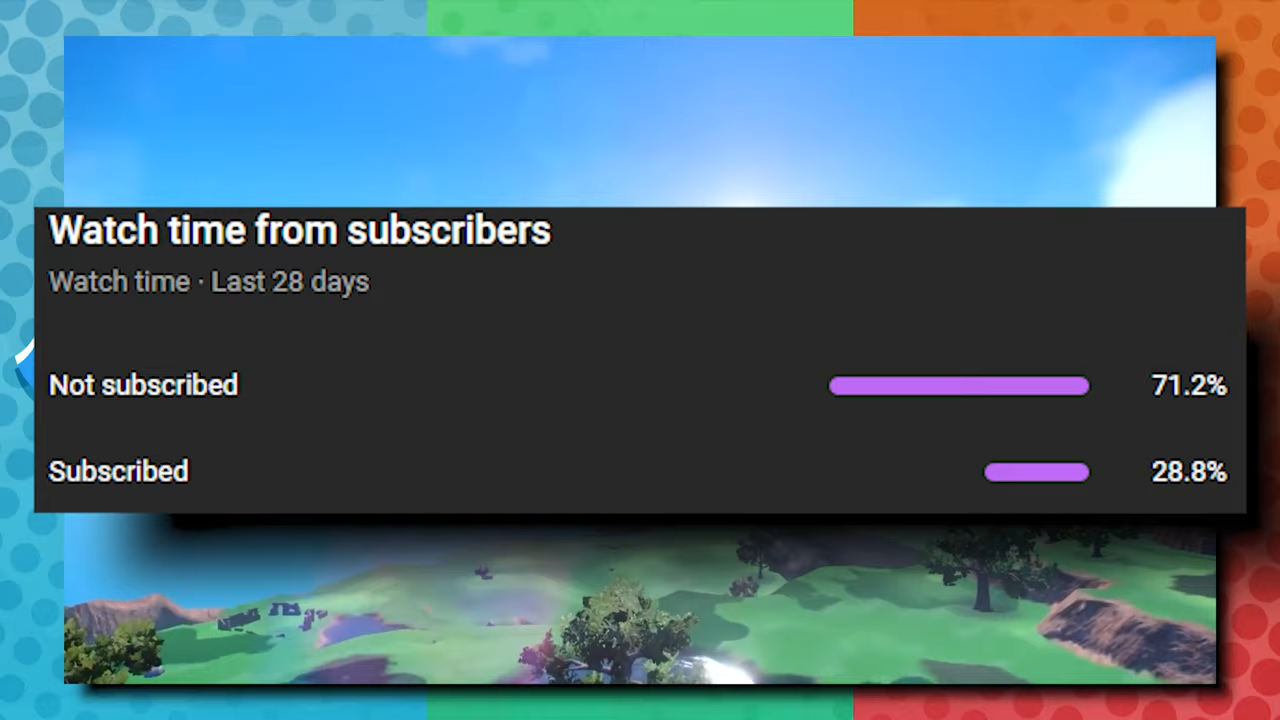 Watch time from subscribers
Watch time · Last 28 days
Not subscribed 71.2%
Subscribed 28.8%